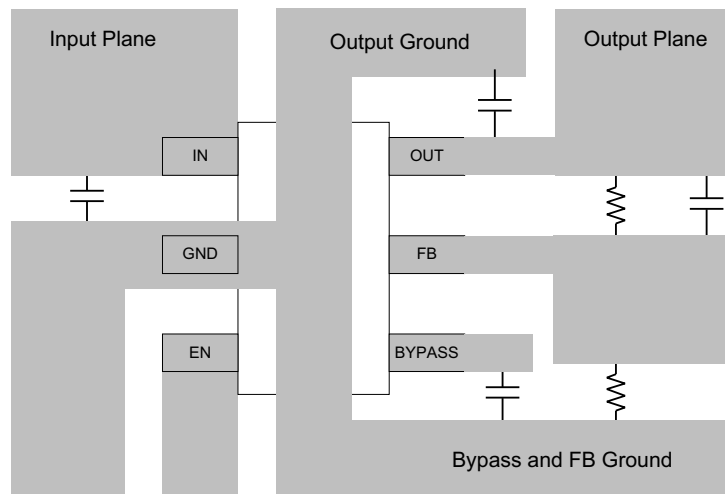 Input Plane
Output Ground
Output Plane
IN
OUT
GND
FB
EN
BYPASS
Bypass and FB Ground